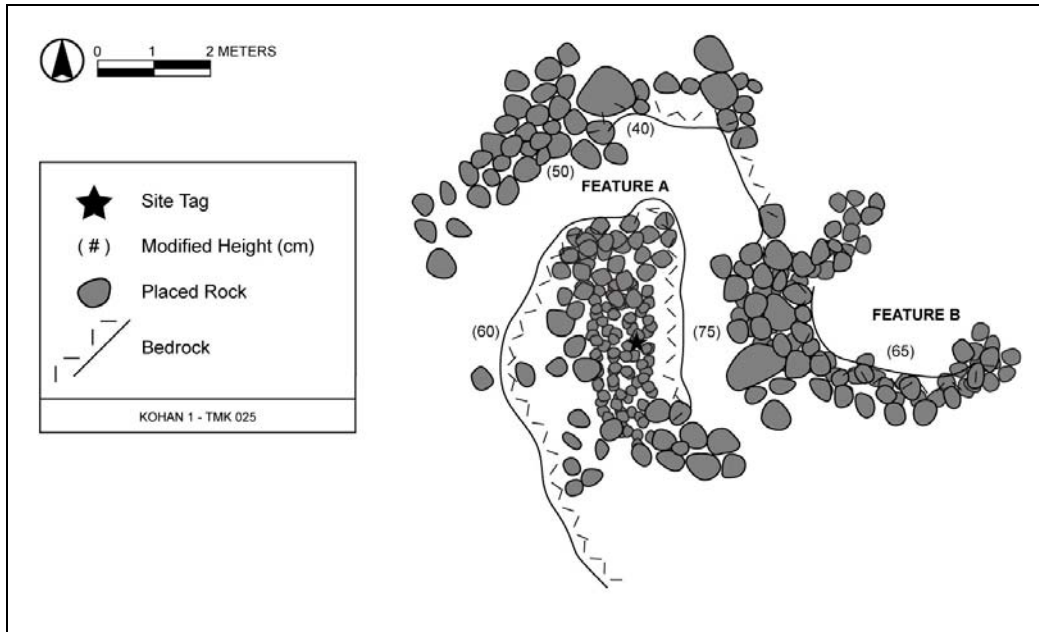 0 1 2 METERS
Site Tag
( # ) Modified Height (cm)
Placed Rock
Bedrock
KOHAN 1 - TMK 025
(40)
(50)
FEATURE A
(60)
(75)
FEATURE B
(65)